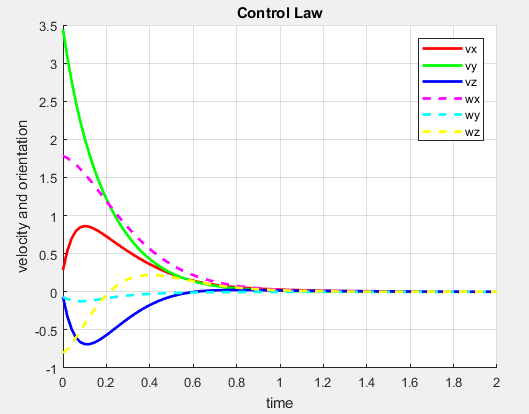 Control Law
3.5
3
2.5
2
1.5
1
0.5
0
-0.5
-1
velocity and orientation
vx
vy
vz
wx
wy
wz
0 0.2 0.4 0.6 0.8 1 1.2 1.4 1.6 1.8 2
time